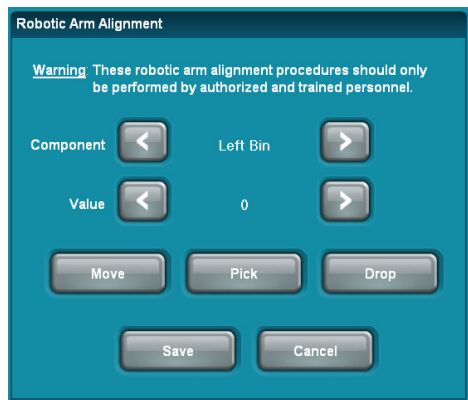 Robotic Arm Alignment
Warning: These robotic arm alignment procedures should only
be performed by authorized and trained personnel.
Component < Left Bin >
Value < 0 >
Move Pick Drop
Save Cancel